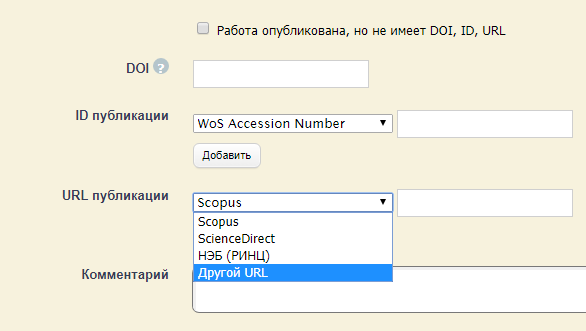 Работа опубликована, но не имеет DOI, ID, URL
DOI ?
ID публикации WoS Accession Number
Добавить
URL публикации Scopus
Scopus
ScienceDirect
НЭБ (РИНЦ)
Другой URL
Комментарий